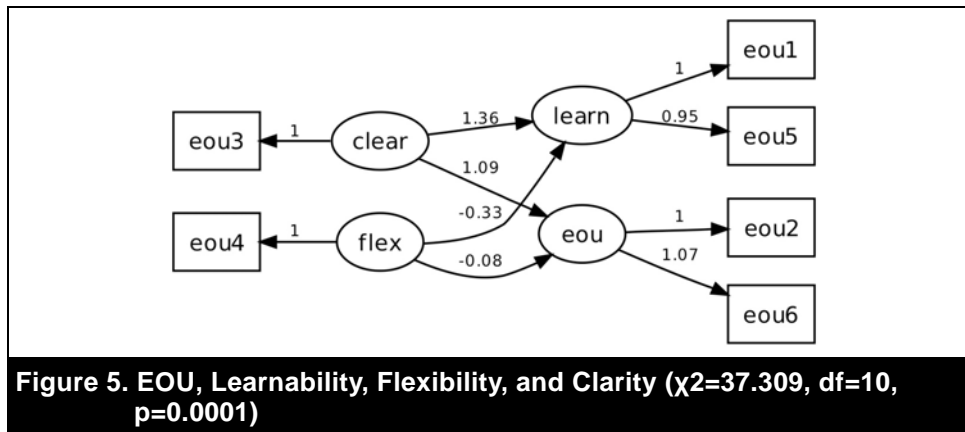 eou1
1
learn
1.36
0.95
eou3
1
clear
eou5
1.09
eou4
1
flex
-0.33
-0.08
eou
1
eou2
1.07
eou6
Figure 5. EOU, Learnability, Flexibility, and Clarity (χ2=37.309, df=10,
p=0.0001)